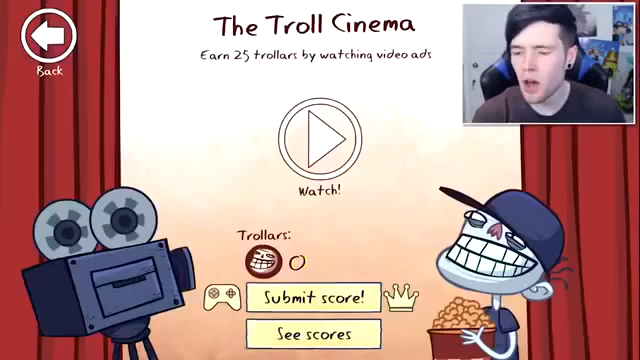 The Troll Cinema
Earn 25 trollars by watching video ads
Back
Watch!
Trollars:
0
Submit score!
See scores